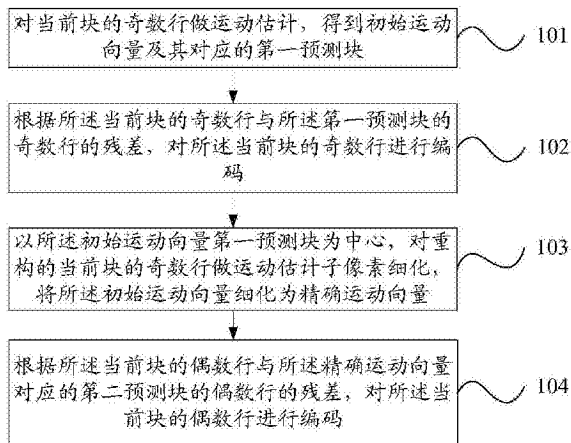 对当前块的奇数行做运动估计，得到初始运动
向量及其对应的第一预测块
101
根据所述当前块的奇数行与所述第一预测块的
奇数行的残差，对所述当前块的奇数行进行编
码
102
以所述初始运动向量第一预测块为中心，对重
构的当前块的奇数行做运动估计子像素细化，
将所述初始运动向量细化为精确运动向量
103
根据所述当前块的偶数行与所述精确运动向量
对应的第二预测块的偶数行的残差，对所述当
前块的偶数行进行编码
104